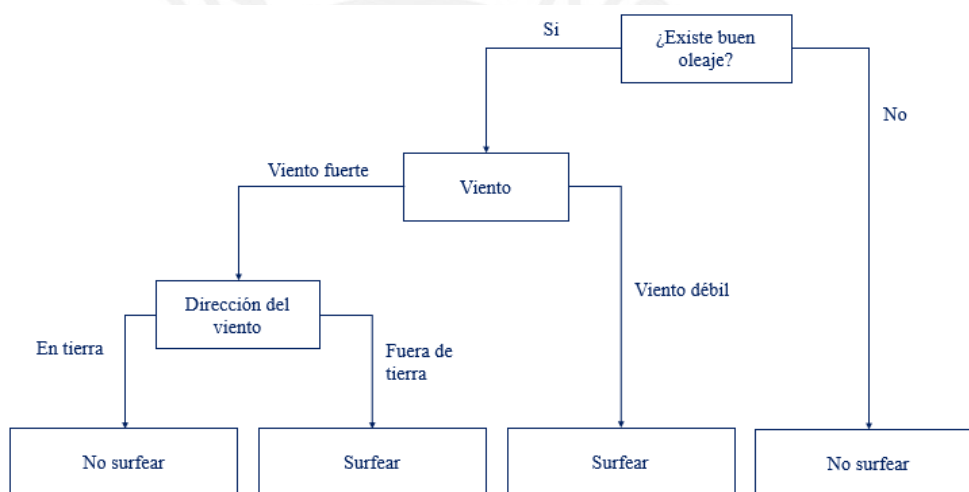 Si
¿Existe buen
oleaje?
No
Viento fuerte
Viento
Viento débil
Dirección del
viento
En tierra
Fuera de
tierra
No surfear
Surfear
Surfear
No surfear